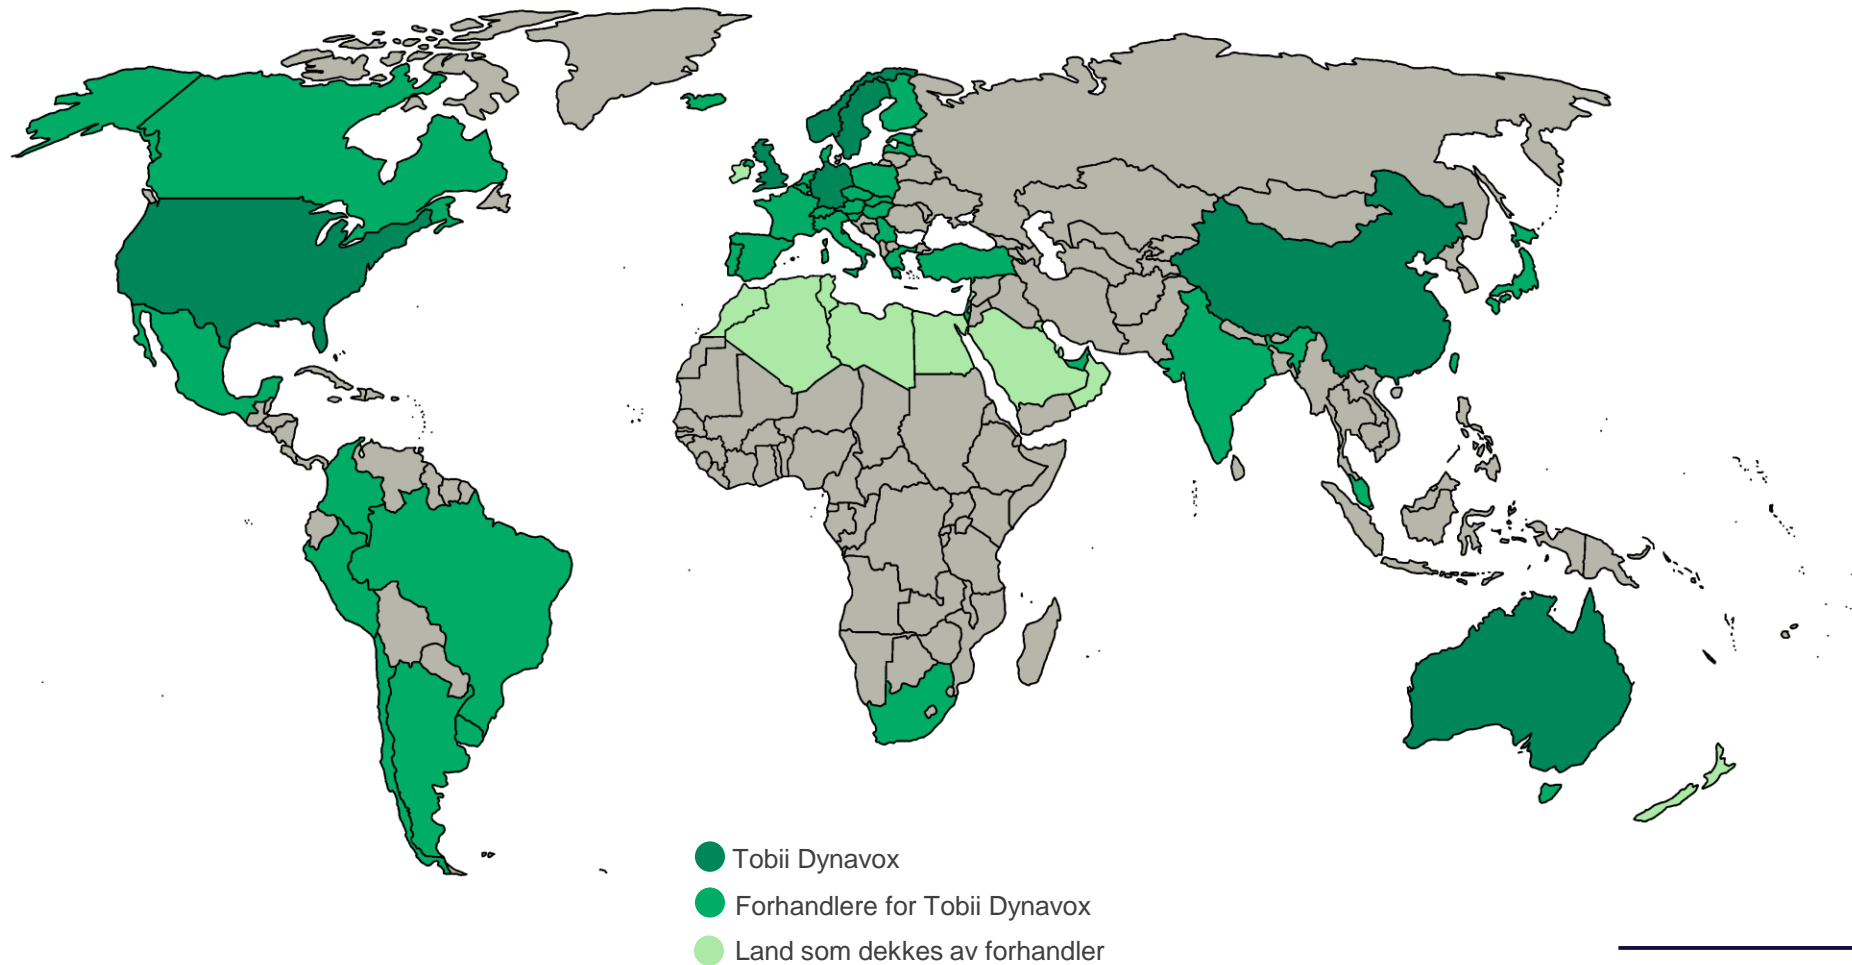 Tobii Dynavox
Forhandlere for Tobii Dynavox
Land som dekkes av forhandler